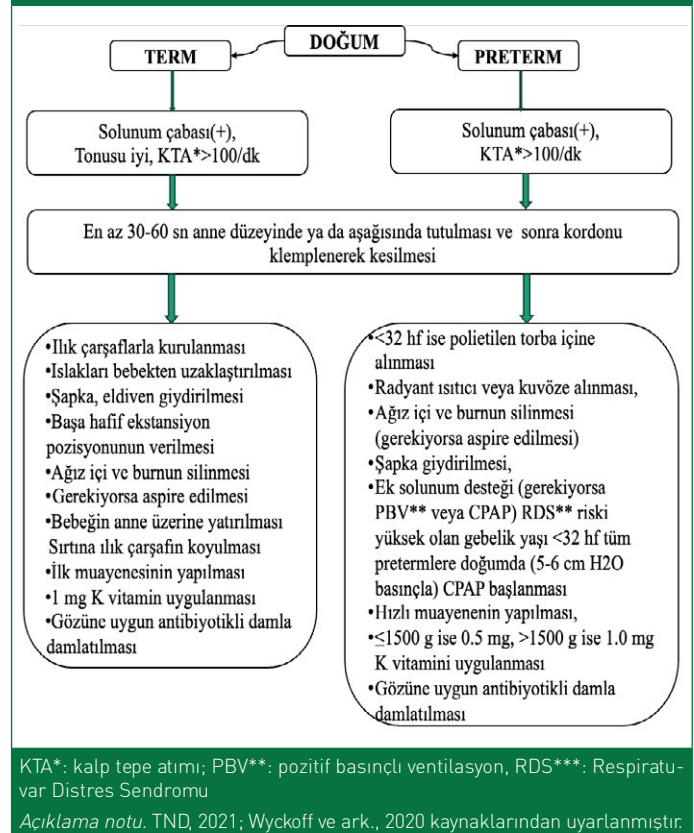 DOĞUM
TERM
PRETERM
Solunum çabası(+),
Tonusu iyi, KTA*>100/dk
Solunum çabası(+),
KTA*>100/dk
En az 30-60 sn anne düzeyinde ya da aşağısında tutulması ve sonra kordonu
klemplenerek kesilmesi
•Ilık çarşaflarla kurulanması
•Islakları bebekten uzaklaştırılması
•Şapka, eldiven giydirilmesi
•Başa hafif ekstansiyon
pozisyonunun verilmesi
•Ağız içi ve burnun silinmesi
•Gerekiyorsa aspire edilmesi
•Bebeğin anne üzerine yatırılması
Sırtına ılık çarşafın koyulması
•İlk muayenesinin yapılması
•1 mg K vitamin uygulanması
•Gözüne uygun antibiyotikli damla
damlatılması
•<32 hf ise polietilen torba içine
alınması
•Radyant ısıtıcı veya kuvöze alınması,
•Ağız içi ve burnun silinmesi
(gerekiyorsa aspire edilmesi)
•Şapka giydirilmesi,
•Ek solunum desteği (gerekiyorsa
PBV** veya CPAP) RDS** riski
yüksek olan gebelik yaşı <32 hf tüm
pretermlere doğumda (5-6 cm H2O
basınçla) CPAP başlanması
•Hızlı muayenenin yapılması,
•≤1500 g ise 0.5 mg, >1500 g ise 1.0 mg
K vitamini uygulanması
•Gözüne uygun antibiyotikli damla
damlatılması
KTA*: kalp tepe atımı; PBV**: pozitif basınçlı ventilasyon, RDS***: Respiratu-
var Distres Sendromu
Açıklama notu. TND, 2021; Wyckoff ve ark., 2020 kaynaklarından uyarlanmıştır.